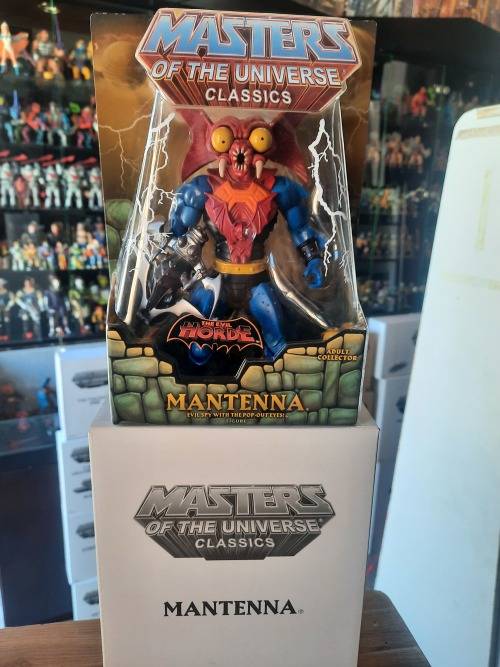 MASTERS
OF THE UNIVERSE
CLASSICS
THE EVIL
HORDE
ADULT
COLLECTOR
MANTENNA
EVIL SPY WITH THE POP-OUT EYES!
FIGURE
MASTERS
OF THE UNIVERSE®
CLASSICS
MANTENNA®